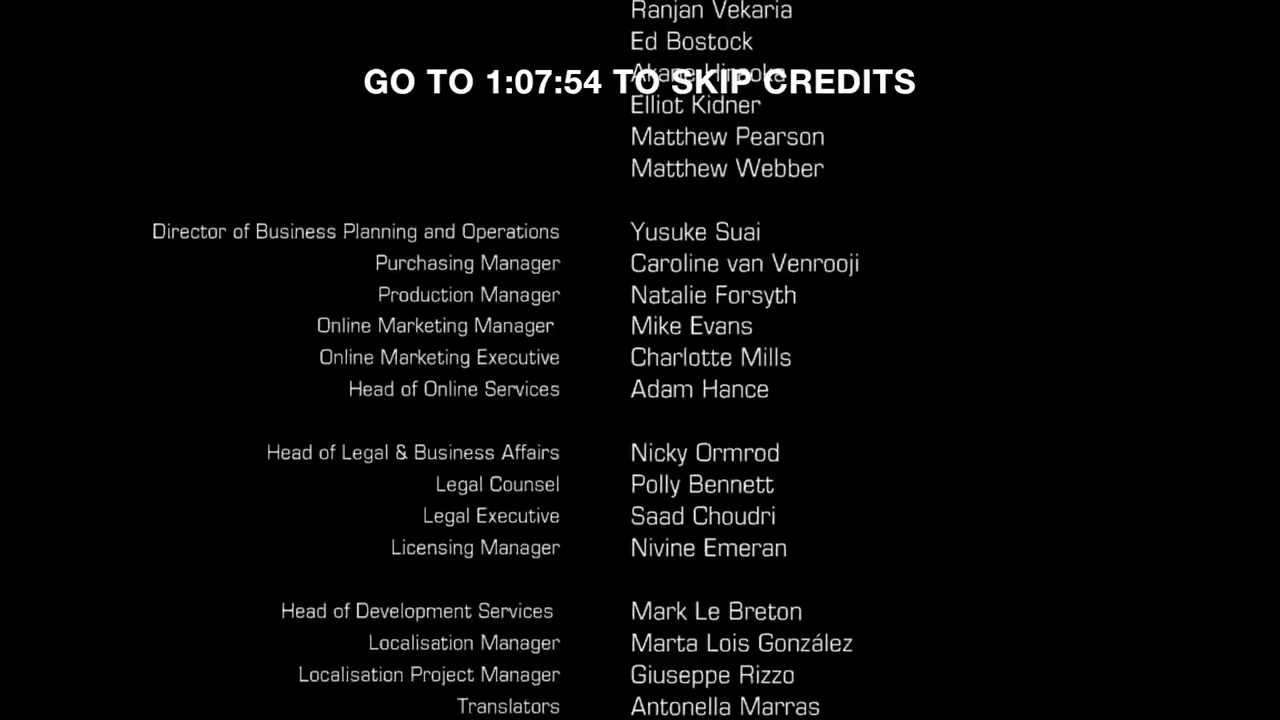 Ranjan Vekaria
Ed Bostock
Akane Hiraoka
GO TO 1:07:54 TO SKIP CREDITS
Elliot Kidner
Matthew Pearson
Matthew Webber
Director of Business Planning and Operations Yusuke Suai
Purchasing Manager Caroline van Venrooji
Production Manager Natalie Forsyth
Online Marketing Manager Mike Evans
Online Marketing Executive Charlotte Mills
Head of Online Services Adam Hance
Head of Legal & Business Affairs Nicky Ormrod
Legal Counsel Polly Bennett
Legal Executive Saad Choudri
Licensing Manager Nivine Emeran
Head of Development Services Mark Le Breton
Localisation Manager Marta Lois González
Localisation Project Manager Giuseppe Rizzo
Translators Antonella Marras